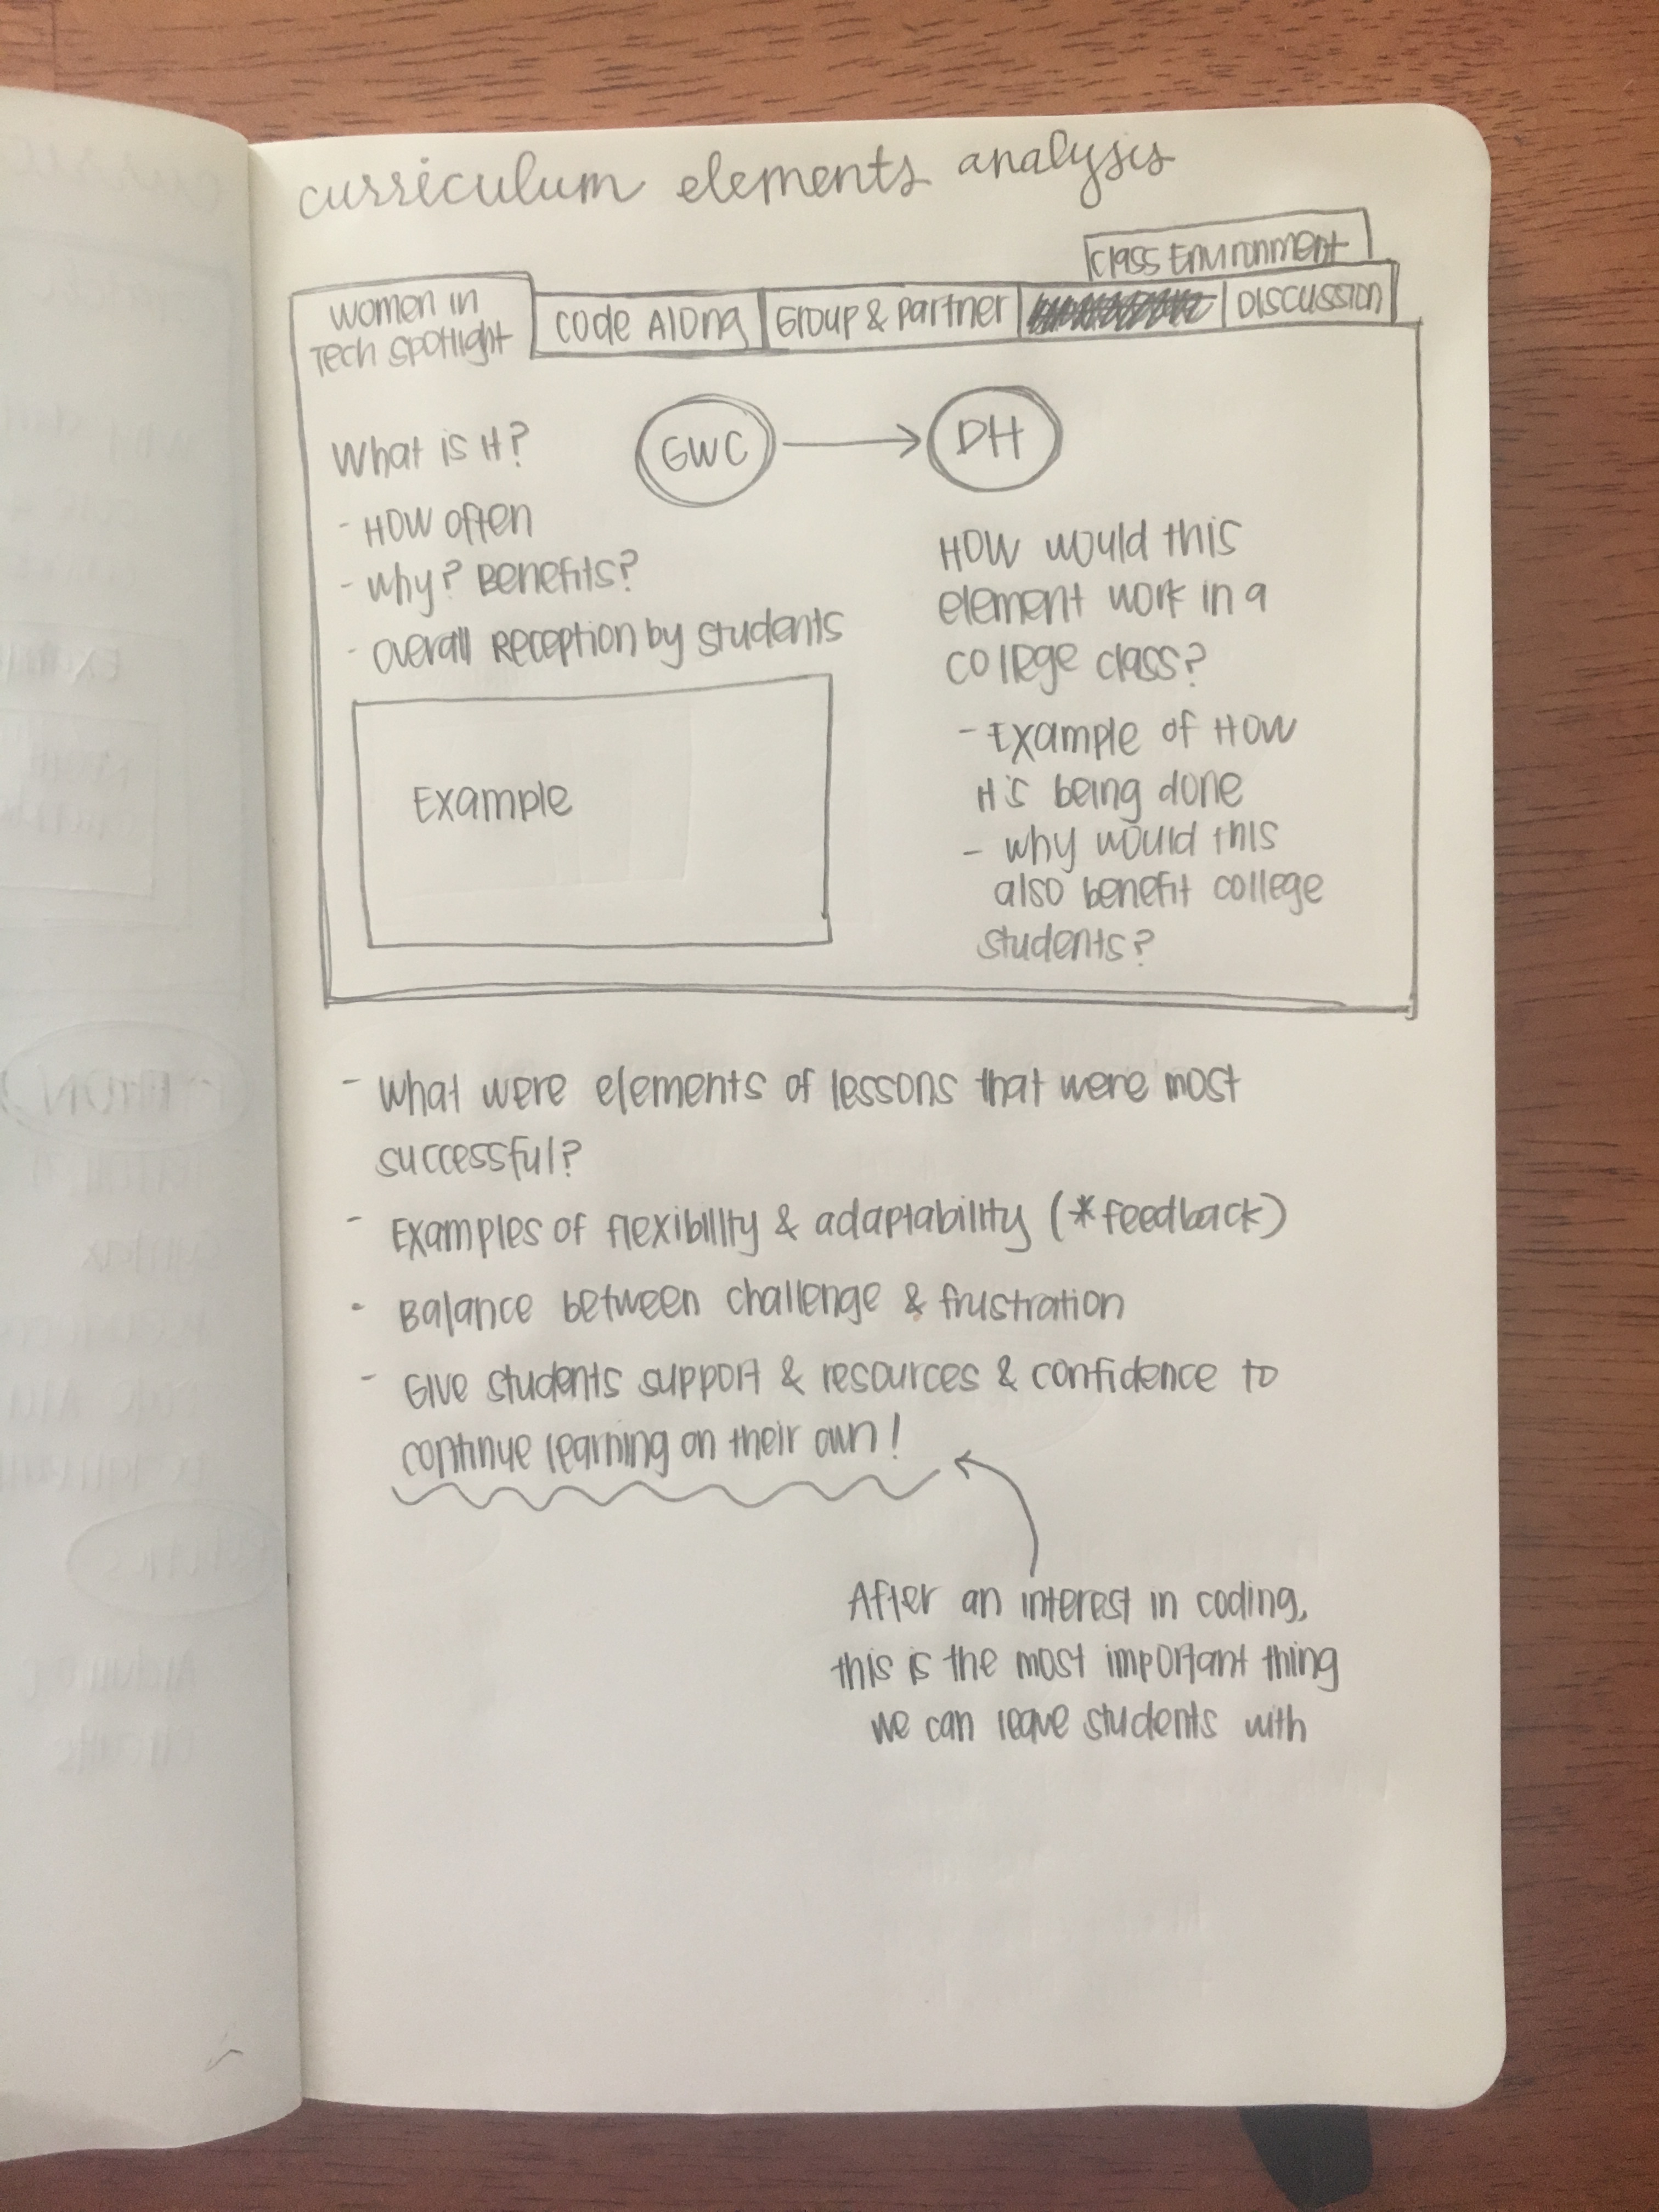 curriculum elements analysis
Class Environment
Women in
Tech Spotlight
Code Along
Group & Partner
Discussion
What is it?
GWC
DH
- How often
- Why? Benefits?
- Overall Reception by students
Example
How would this
element work in a
college class?
- Example of How
it's being done
- why would this
also benefit college
students?
- What were elements of lessons that were most
successful?
- Examples of flexibility & adaptability (*feedback)
- Balance between challenge & frustration
- Give students support & resources & confidence to
continue learning on their own!
After an interest in coding,
this is the most important thing
we can leave students with